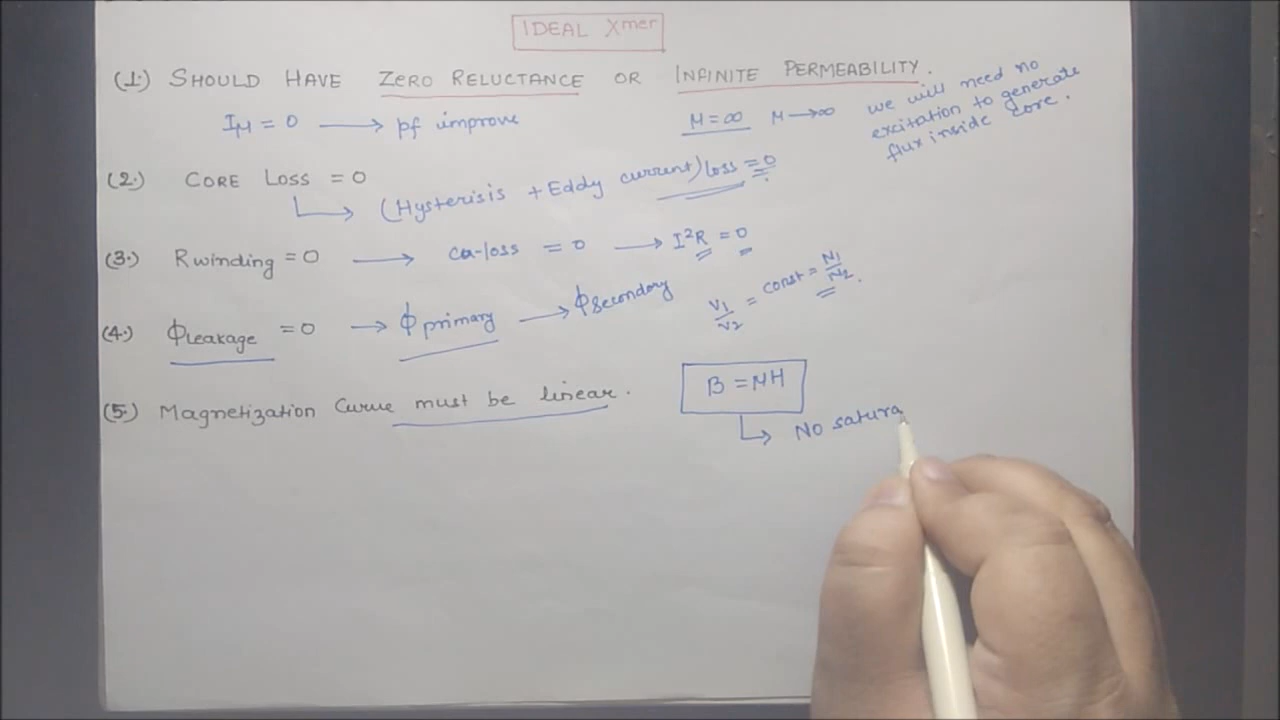 IDEAL Xmer
(1.) SHOULD HAVE ZERO RELUCTANCE OR INFINITE PERMEABILITY.
IM = 0 ⟶ pf improve
μ = ∞ μ → ∞
we will need no
excitation to generate
flux inside core.
(2.) CORE LOSS = 0
(Hysterisis + Eddy current) loss = 0
(3.) Rwinding = 0 ⟶ cu-loss = 0 ⟶ I²R = 0
(4.) Φleakage = 0 ⟶ Φprimary ⟶ Φsecondary
V1/V2 = const = N1/N2.
(5.) Magnetization Curve must be linear.
B = μH
No satura